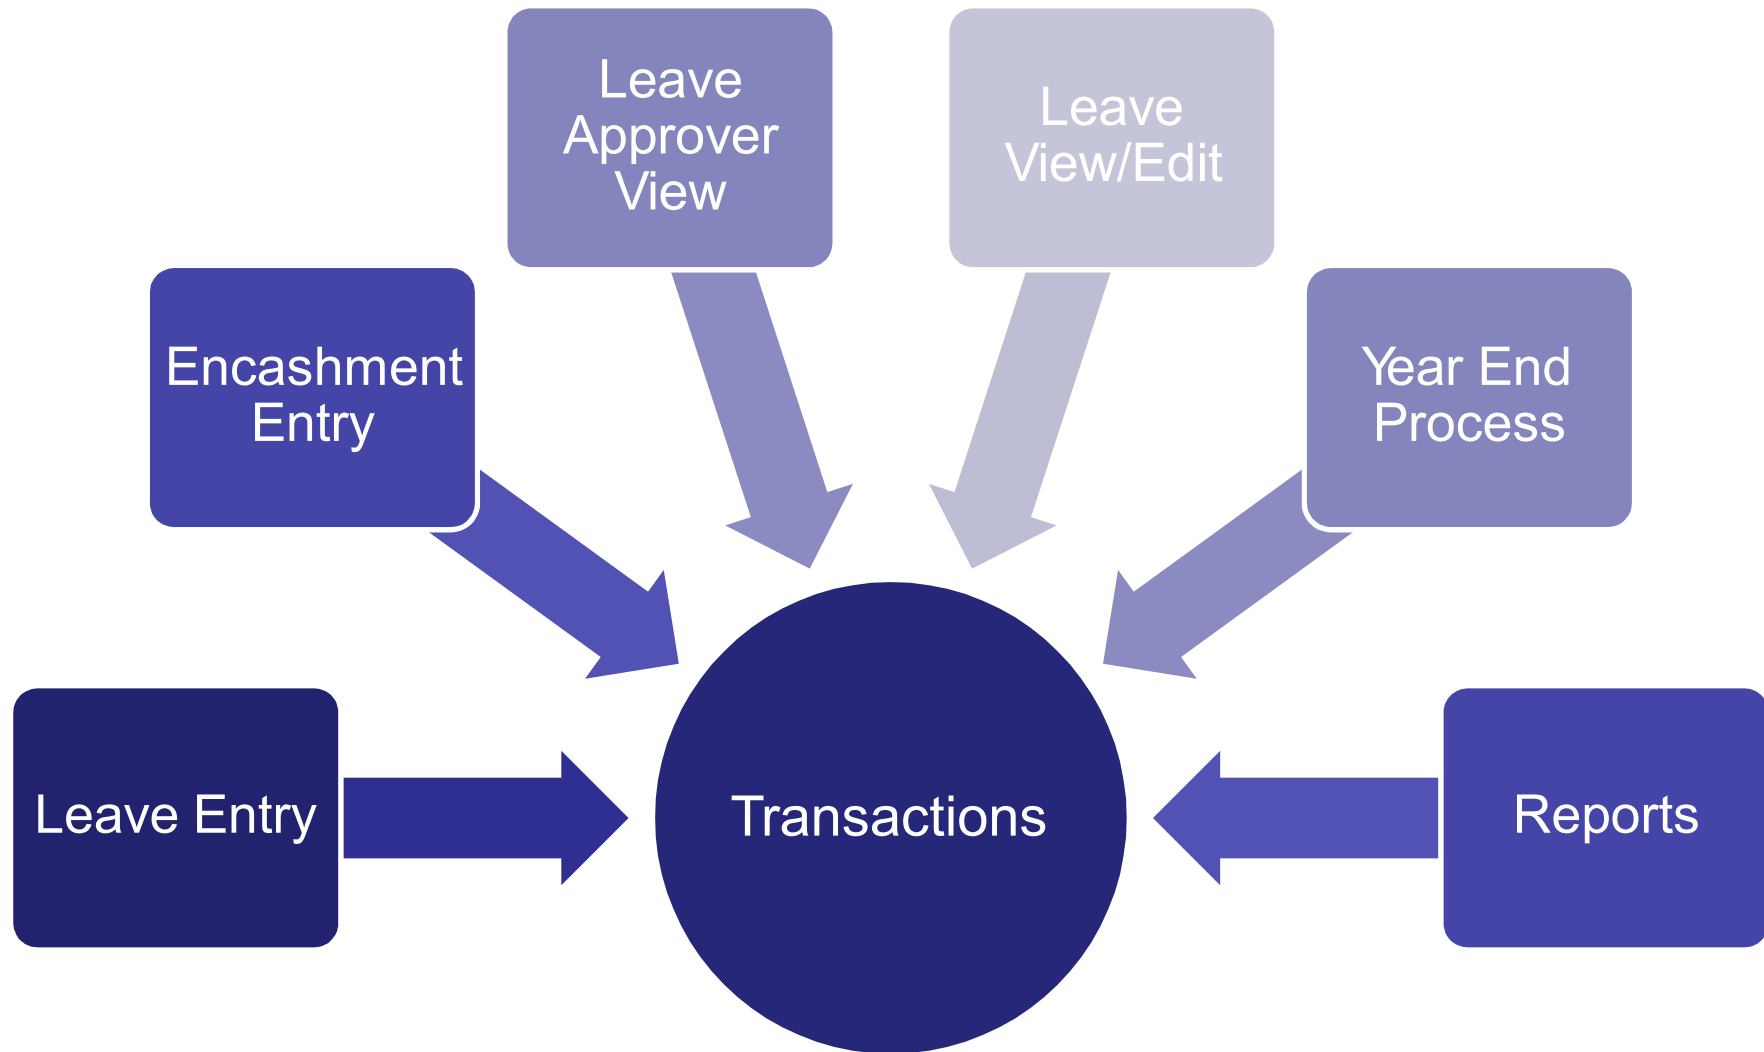 Leave
Approver
View
Leave
View/Edit
Encashment
Entry
Year End
Process
Leave Entry
Transactions
Reports